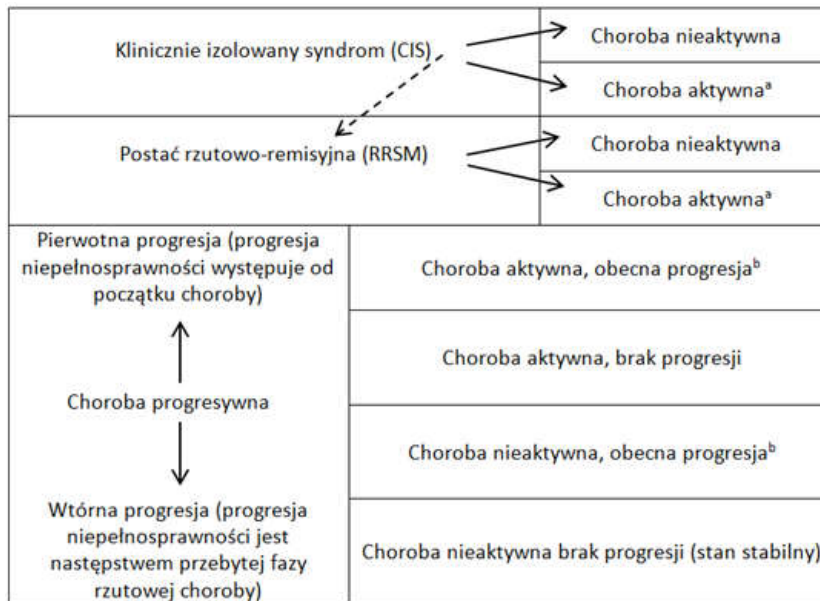 Klinicznie izolowany syndrom (CIS)
Choroba nieaktywna
Choroba aktywnaᵃ
Postać rzutowo-remisyjna (RRSM)
Choroba nieaktywna
Choroba aktywnaᵃ
Pierwotna progresja (progresja
niepełnosprawności występuje od
początku choroby)
Choroba progresywna
Wtórna progresja (progresja
niepełnosprawności jest
następstwem przebytej fazy
rzutowej choroby)
Choroba aktywna, obecna progresjaᵇ
Choroba aktywna, brak progresji
Choroba nieaktywna, obecna progresjaᵇ
Choroba nieaktywna brak progresji (stan stabilny)